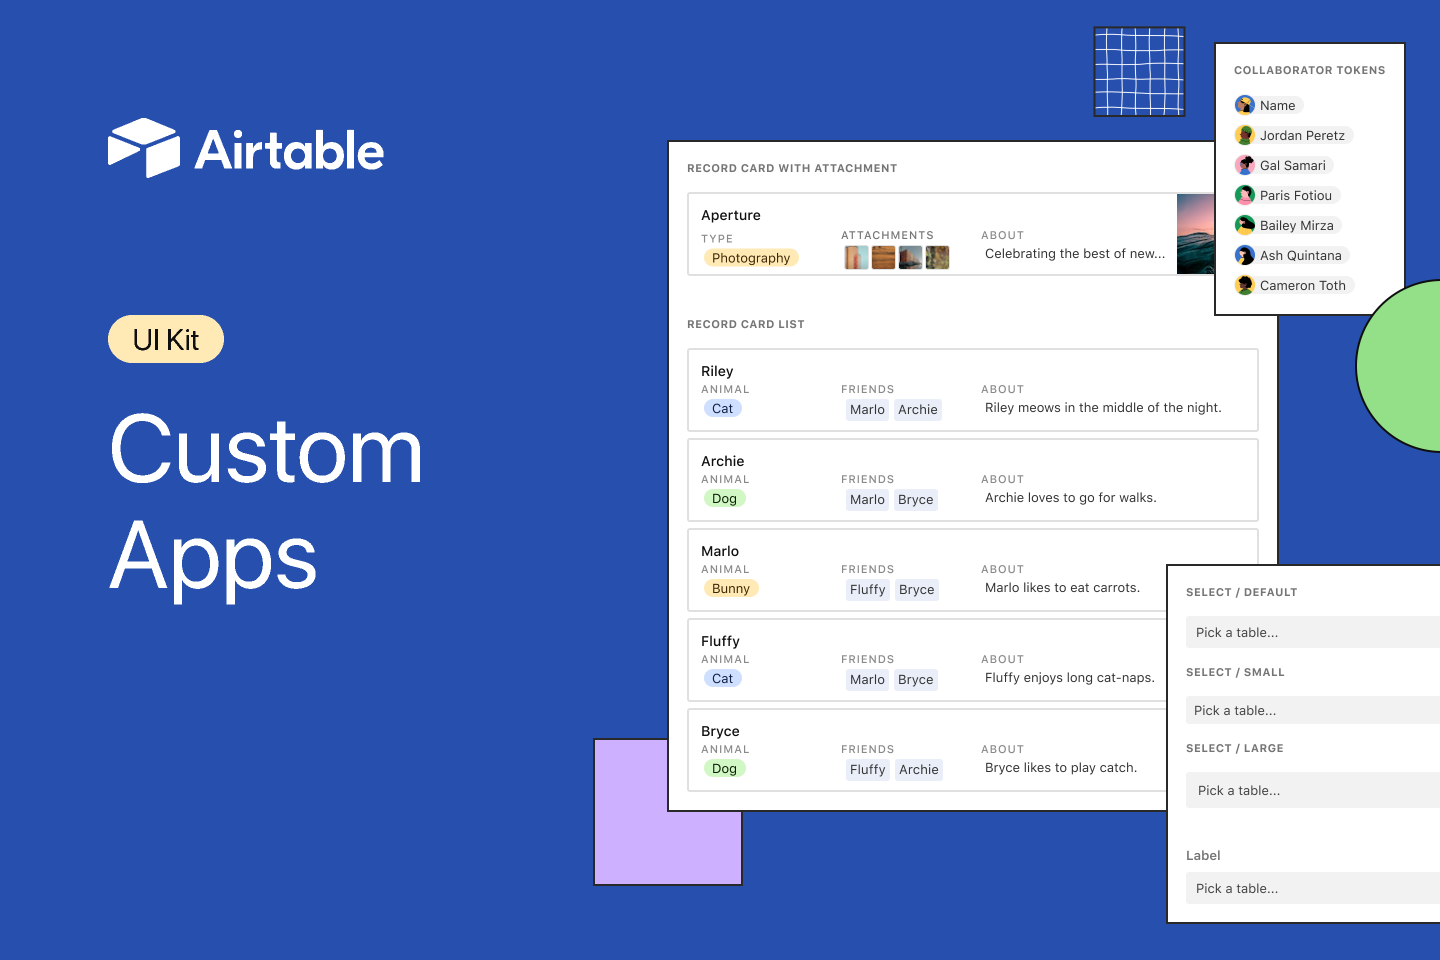 Airtable
UI Kit
Custom
Apps
RECORD CARD WITH ATTACHMENT
Aperture
TYPE
Photography
ATTACHMENTS
ABOUT
Celebrating the best of new...
RECORD CARD LIST
Riley
ANIMAL
Cat
FRIENDS
Marlo Archie
ABOUT
Riley meows in the middle of the night.
Archie
ANIMAL
Dog
FRIENDS
Marlo Bryce
ABOUT
Archie loves to go for walks.
Marlo
ANIMAL
Bunny
FRIENDS
Fluffy Bryce
ABOUT
Marlo likes to eat carrots.
Fluffy
ANIMAL
Cat
FRIENDS
Marlo Bryce
ABOUT
Fluffy enjoys long cat-naps.
Bryce
ANIMAL
Dog
FRIENDS
Fluffy Archie
ABOUT
Bryce likes to play catch.
COLLABORATOR TOKENS
Name
Jordan Peretz
Gal Samari
Paris Fotiou
Bailey Mirza
Ash Quintana
Cameron Toth
SELECT / DEFAULT
Pick a table...
SELECT / SMALL
Pick a table...
SELECT / LARGE
Pick a table...
Label
Pick a table...